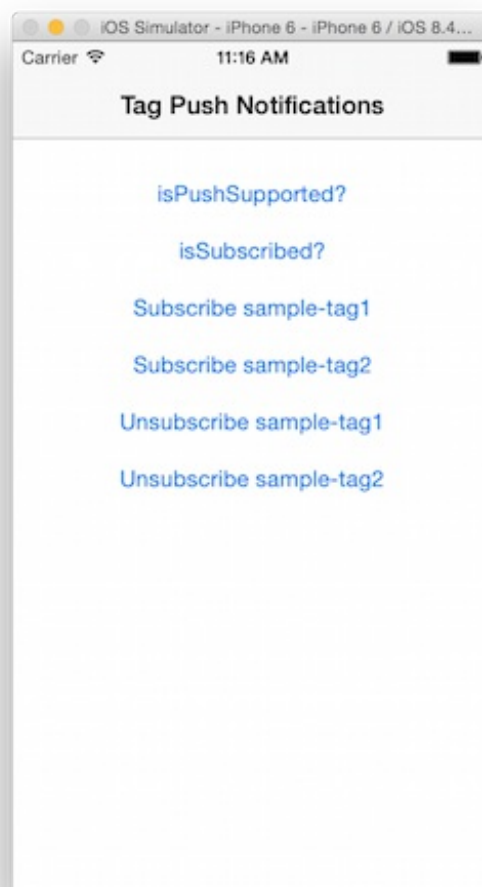 iOS Simulator - iPhone 6 - iPhone 6 / iOS 8.4...
Carrier 11:16 AM
Tag Push Notifications
isPushSupported?
isSubscribed?
Subscribe sample-tag1
Subscribe sample-tag2
Unsubscribe sample-tag1
Unsubscribe sample-tag2